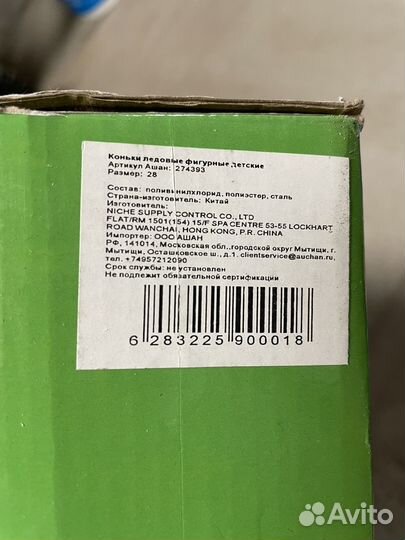 Коньки ледовые фигурные детские
Артикул Ашан: 274393
Размер: 28
Состав: поливинилхлорид, полиэстер, сталь
Страна-изготовитель: Китай
Изготовитель:
NICHE SUPPLY CONTROL CO., LTD
FLAT/RM 1501(154) 15/F SPA CENTRE 53-55 LOCKHART
ROAD WANCHAI, HONG KONG, P.R. CHINA
Импортер: ООО АШАН
РФ, 141014, Московская обл.,городской округ Мытищи, г.
Мытищи, Осташковское ш., д.1. clientservice@auchan.ru,
тел. +74957212090
Срок службы: не установлен
Не подлежит обязательной сертификации
6 283225 900018
Avito